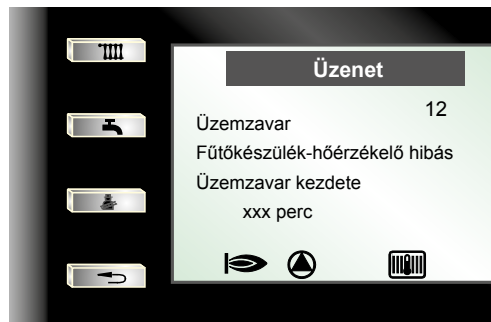 Üzenet
12
Üzemzavar
Fűtőkészülék-hőérzékelő hibás
Üzemzavar kezdete
xxx perc